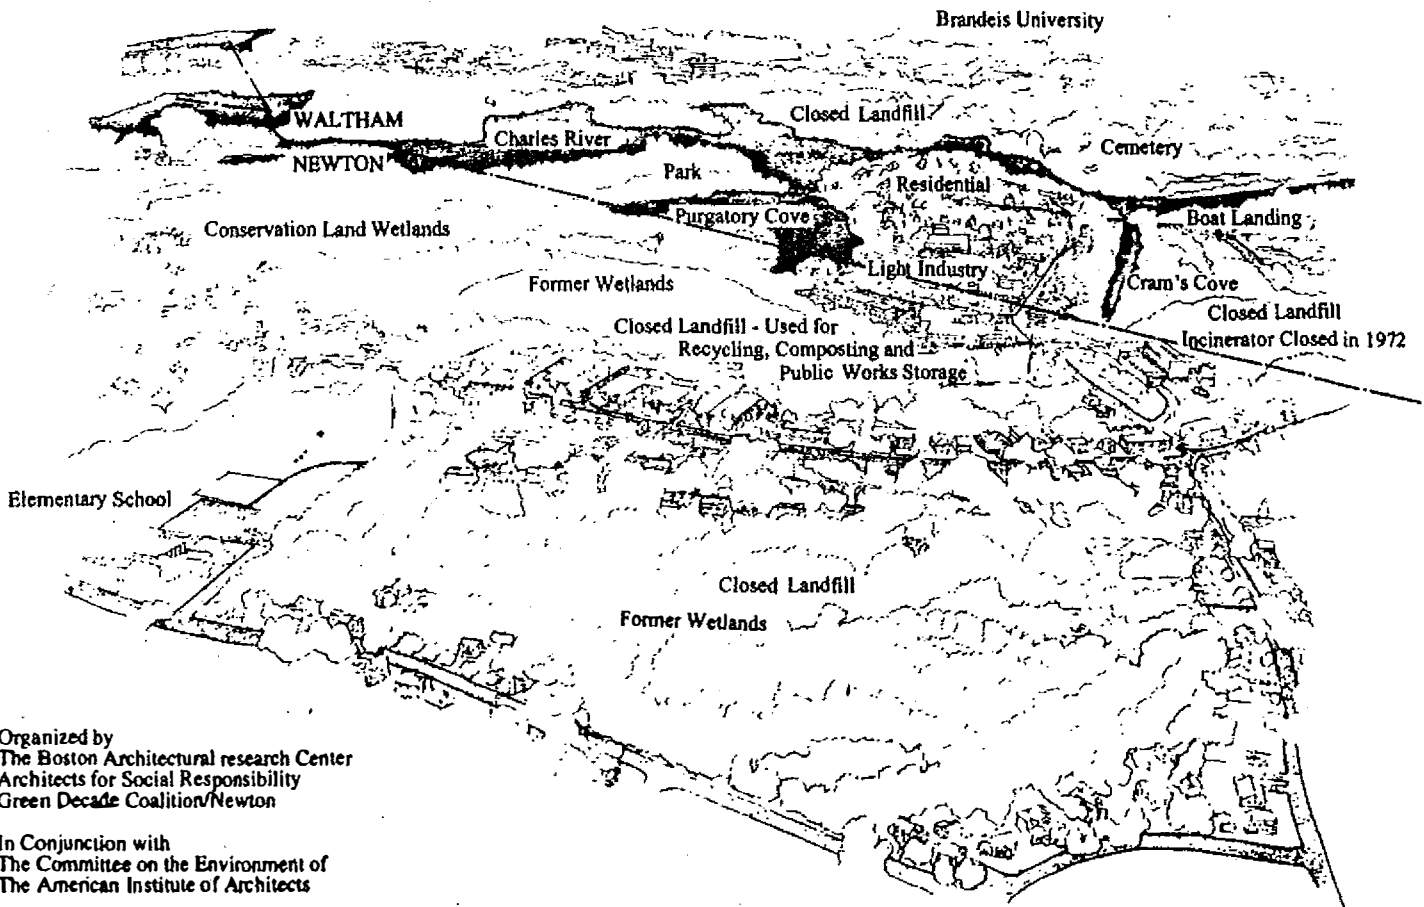 Brandeis University
Closed Landfill
WALTHAM
Charles River
Cemetery
NEWTON
Park
Residential
Purgatory Cove
Boat Landing
Conservation Land Wetlands
Light Industry
Former Wetlands
Cram's Cove
Closed Landfill
Closed Landfill - Used for
Recycling, Composting and
Public Works Storage
Incinerator Closed in 1972
Elementary School
Closed Landfill
Former Wetlands
Organized by
The Boston Architectural research Center
Architects for Social Responsibility
Green Decade Coalition/Newton
In Conjunction with
The Committee on the Environment of
The American Institute of Architects